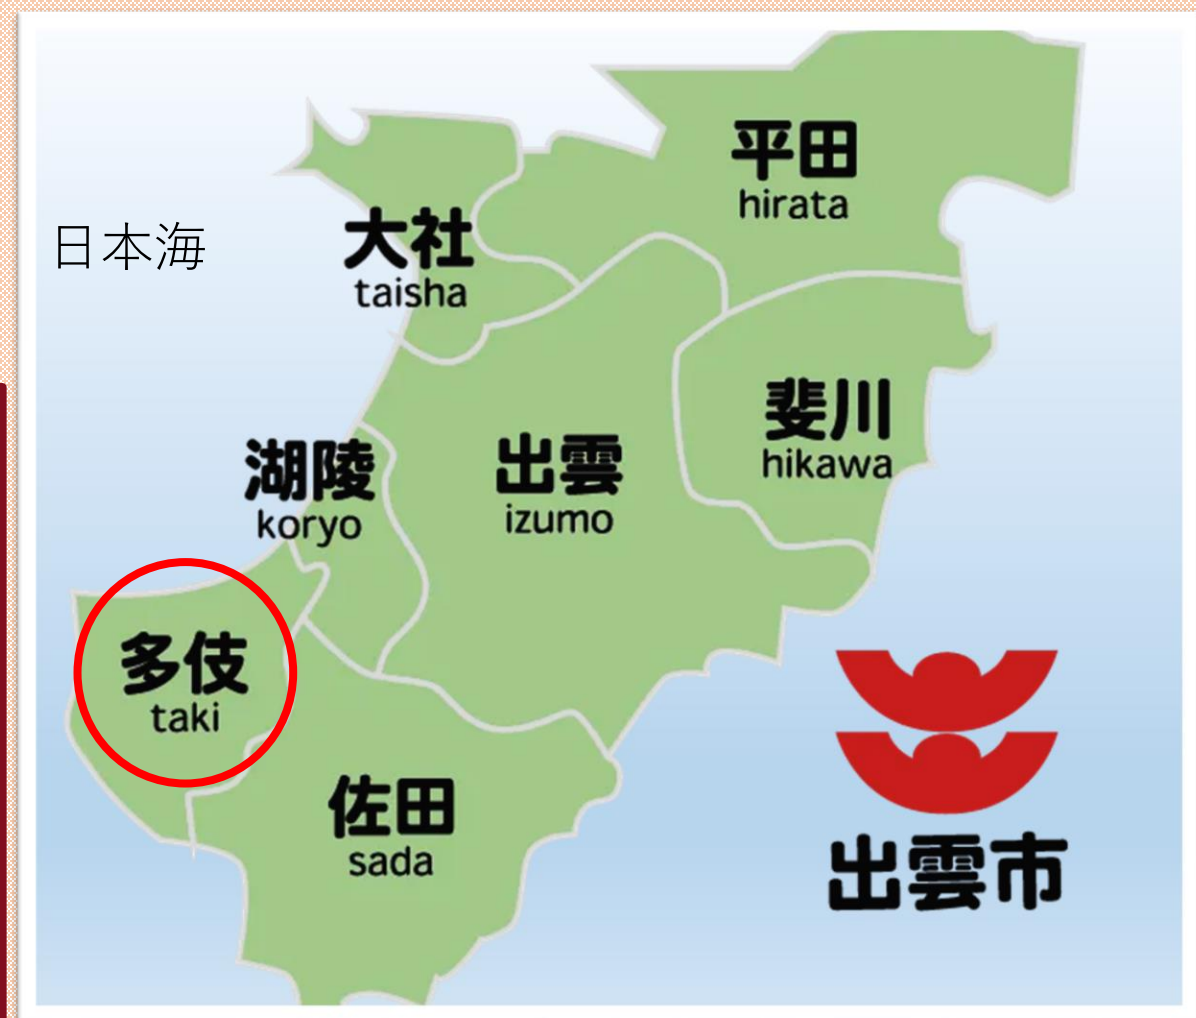 平田
hirata
日本海
大社
taisha
斐川
hikawa
湖陵
koryo
出雲
izumo
多伎
taki
佐田
sada
出雲市